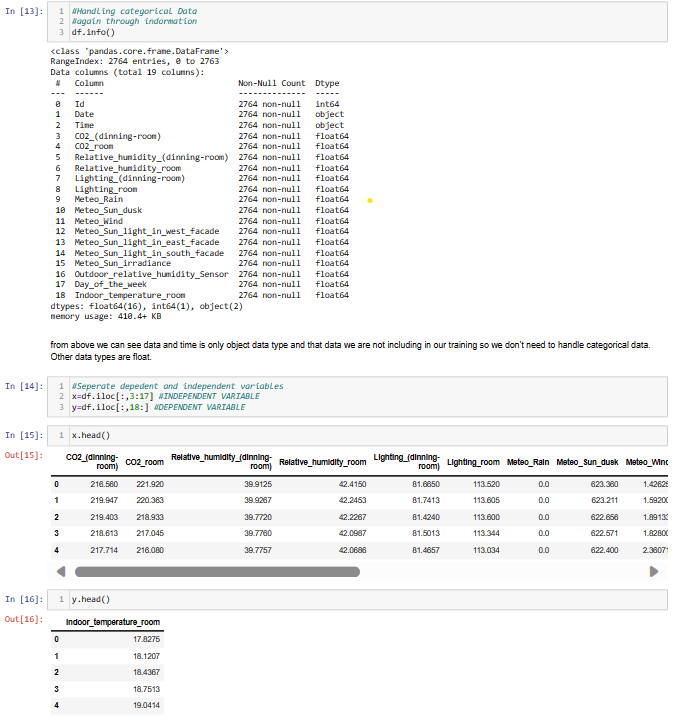 In [13]:
1 #Handling categorical Data
2 #again through indormation
3 df.info()
<class 'pandas.core.frame.DataFrame'>
RangeIndex: 2764 entries, 0 to 2763
Data columns (total 19 columns):
# Column Non-Null Count Dtype
--- ------ -------------- -----
0 Id 2764 non-null int64
1 Date 2764 non-null object
2 Time 2764 non-null object
3 CO2_(dinning-room) 2764 non-null float64
4 CO2_room 2764 non-null float64
5 Relative_humidity_(dinning-room) 2764 non-null float64
6 Relative_humidity_room 2764 non-null float64
7 Lighting_(dinning-room) 2764 non-null float64
8 Lighting_room 2764 non-null float64
9 Meteo_Rain 2764 non-null float64
10 Meteo_Sun_dusk 2764 non-null float64
11 Meteo_Wind 2764 non-null float64
12 Meteo_Sun_light_in_west_facade 2764 non-null float64
13 Meteo_Sun_light_in_east_facade 2764 non-null float64
14 Meteo_Sun_light_in_south_facade 2764 non-null float64
15 Meteo_Sun_irradiance 2764 non-null float64
16 Outdoor_relative_humidity_Sensor 2764 non-null float64
17 Day_of_the_week 2764 non-null float64
18 Indoor_temperature_room 2764 non-null float64
dtypes: float64(16), int64(1), object(2)
memory usage: 410.4+ KB
from above we can see data and time is only object data type and that data we are not including in our training so we don't need to handle categorical data.
Other data types are float.
In [14]:
1 #Seperate depedent and independent variables
2 x=df.iloc[:,3:17] #INDEPENDENT VARIABLE
3 y=df.iloc[:,18:] #DEPENDENT VARIABLE
In [15]:
1 x.head()
Out[15]:
CO2_(dinning-room) CO2_room Relative_humidity_(dinning-room) Relative_humidity_room Lighting_(dinning-room) Lighting_room Meteo_Rain Meteo_Sun_dusk Meteo_Wind
0 216.560 221.920 39.9125 42.4150 81.6650 113.520 0.0 623.360 1.42625
1 219.947 220.363 39.9267 42.2453 81.7413 113.605 0.0 623.211 1.59200
2 219.403 218.933 39.7720 42.2267 81.4240 113.600 0.0 622.656 1.89133
3 218.613 217.045 39.7760 42.0987 81.5013 113.344 0.0 622.571 1.82800
4 217.714 216.080 39.7757 42.0686 81.4657 113.034 0.0 622.400 2.36071
In [16]:
1 y.head()
Out[16]:
Indoor_temperature_room
0 17.8275
1 18.1207
2 18.4367
3 18.7513
4 19.0414